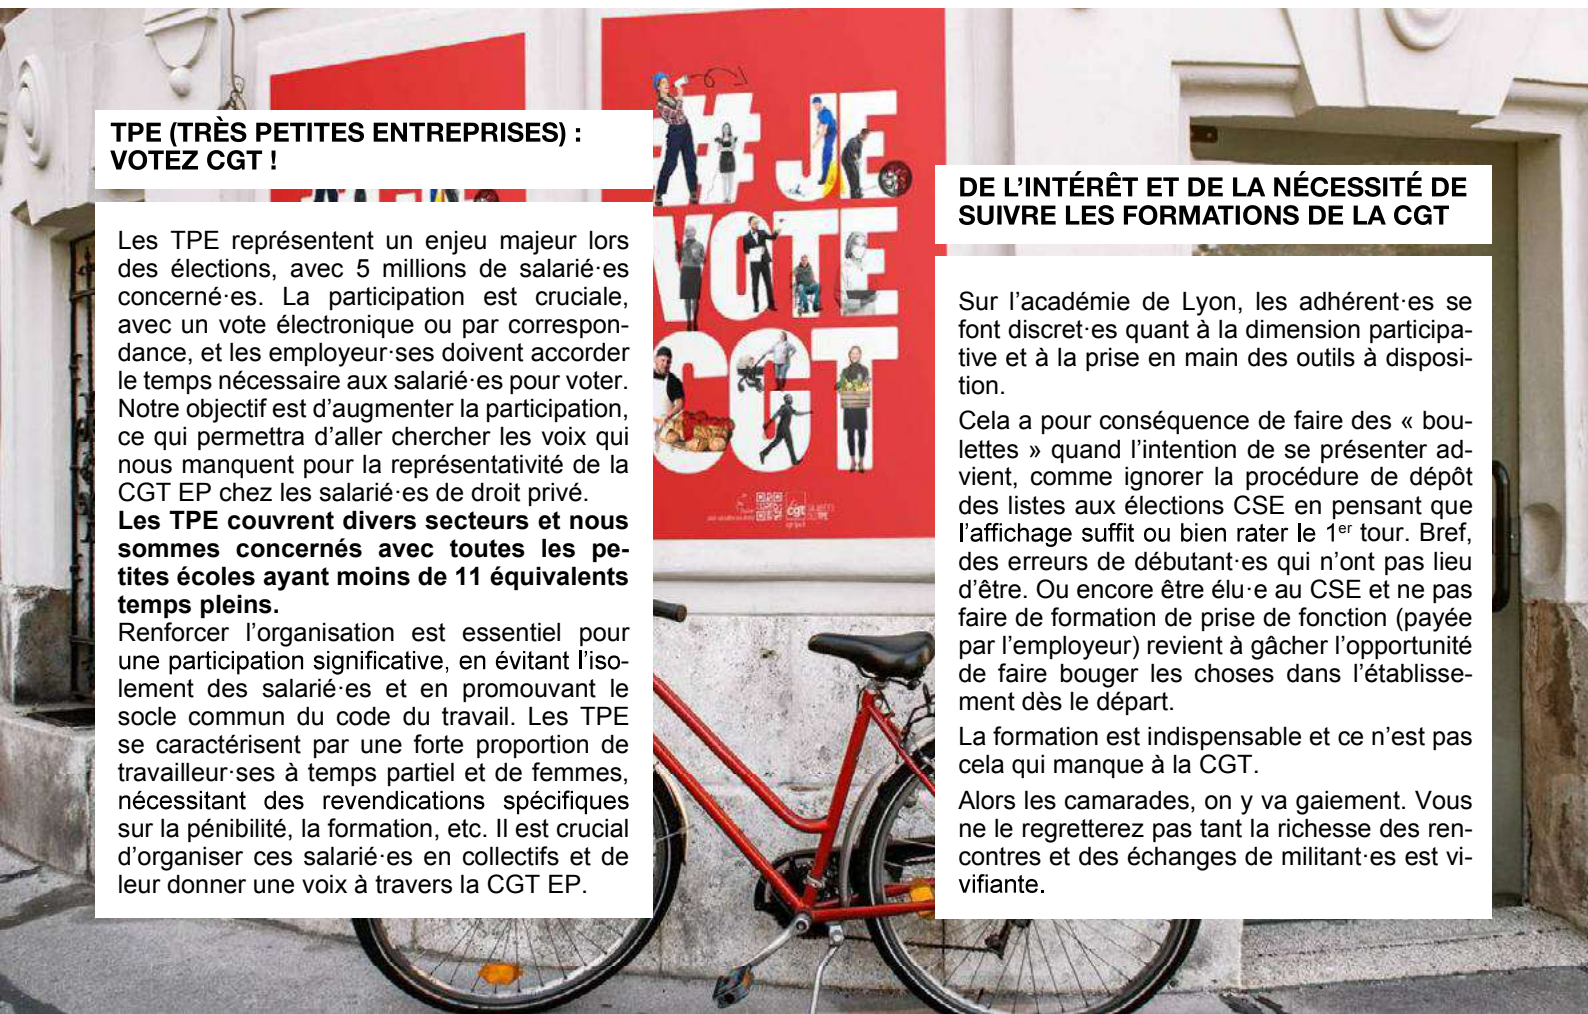 TPE (TRÈS PETITES ENTREPRISES) :
VOTEZ CGT !
Les TPE représentent un enjeu majeur lors
des élections, avec 5 millions de salarié·es
concerné·es. La participation est cruciale,
avec un vote électronique ou par correspon-
dance, et les employeur·ses doivent accorder
le temps nécessaire aux salarié·es pour voter.
Notre objectif est d’augmenter la participation,
ce qui permettra d’aller chercher les voix qui
nous manquent pour la représentativité de la
CGT EP chez les salarié·es de droit privé.
Les TPE couvrent divers secteurs et nous
sommes concernés avec toutes les pe-
tites écoles ayant moins de 11 équivalents
temps pleins.
Renforcer l’organisation est essentiel pour
une participation significative, en évitant l’iso-
lement des salarié·es et en promouvant le
socle commun du code du travail. Les TPE
se caractérisent par une forte proportion de
travailleur·ses à temps partiel et de femmes,
nécessitant des revendications spécifiques
sur la pénibilité, la formation, etc. Il est crucial
d’organiser ces salarié·es en collectifs et de
leur donner une voix à travers la CGT EP.
# JE
VOTE
CGT
cgt
DE L’INTÉRÊT ET DE LA NÉCESSITÉ DE
SUIVRE LES FORMATIONS DE LA CGT
Sur l’académie de Lyon, les adhérent·es se
font discret·es quant à la dimension participa-
tive et à la prise en main des outils à disposi-
tion.
Cela a pour conséquence de faire des « bou-
lettes » quand l’intention de se présenter ad-
vient, comme ignorer la procédure de dépôt
des listes aux élections CSE en pensant que
l’affichage suffit ou bien rater le 1er tour. Bref,
des erreurs de débutant·es qui n’ont pas lieu
d’être. Ou encore être élu·e au CSE et ne pas
faire de formation de prise de fonction (payée
par l’employeur) revient à gâcher l’opportunité
de faire bouger les choses dans l’établisse-
ment dès le départ.
La formation est indispensable et ce n’est pas
cela qui manque à la CGT.
Alors les camarades, on y va gaiement. Vous
ne le regretterez pas tant la richesse des ren-
contres et des échanges de militant·es est vi-
vifiante.